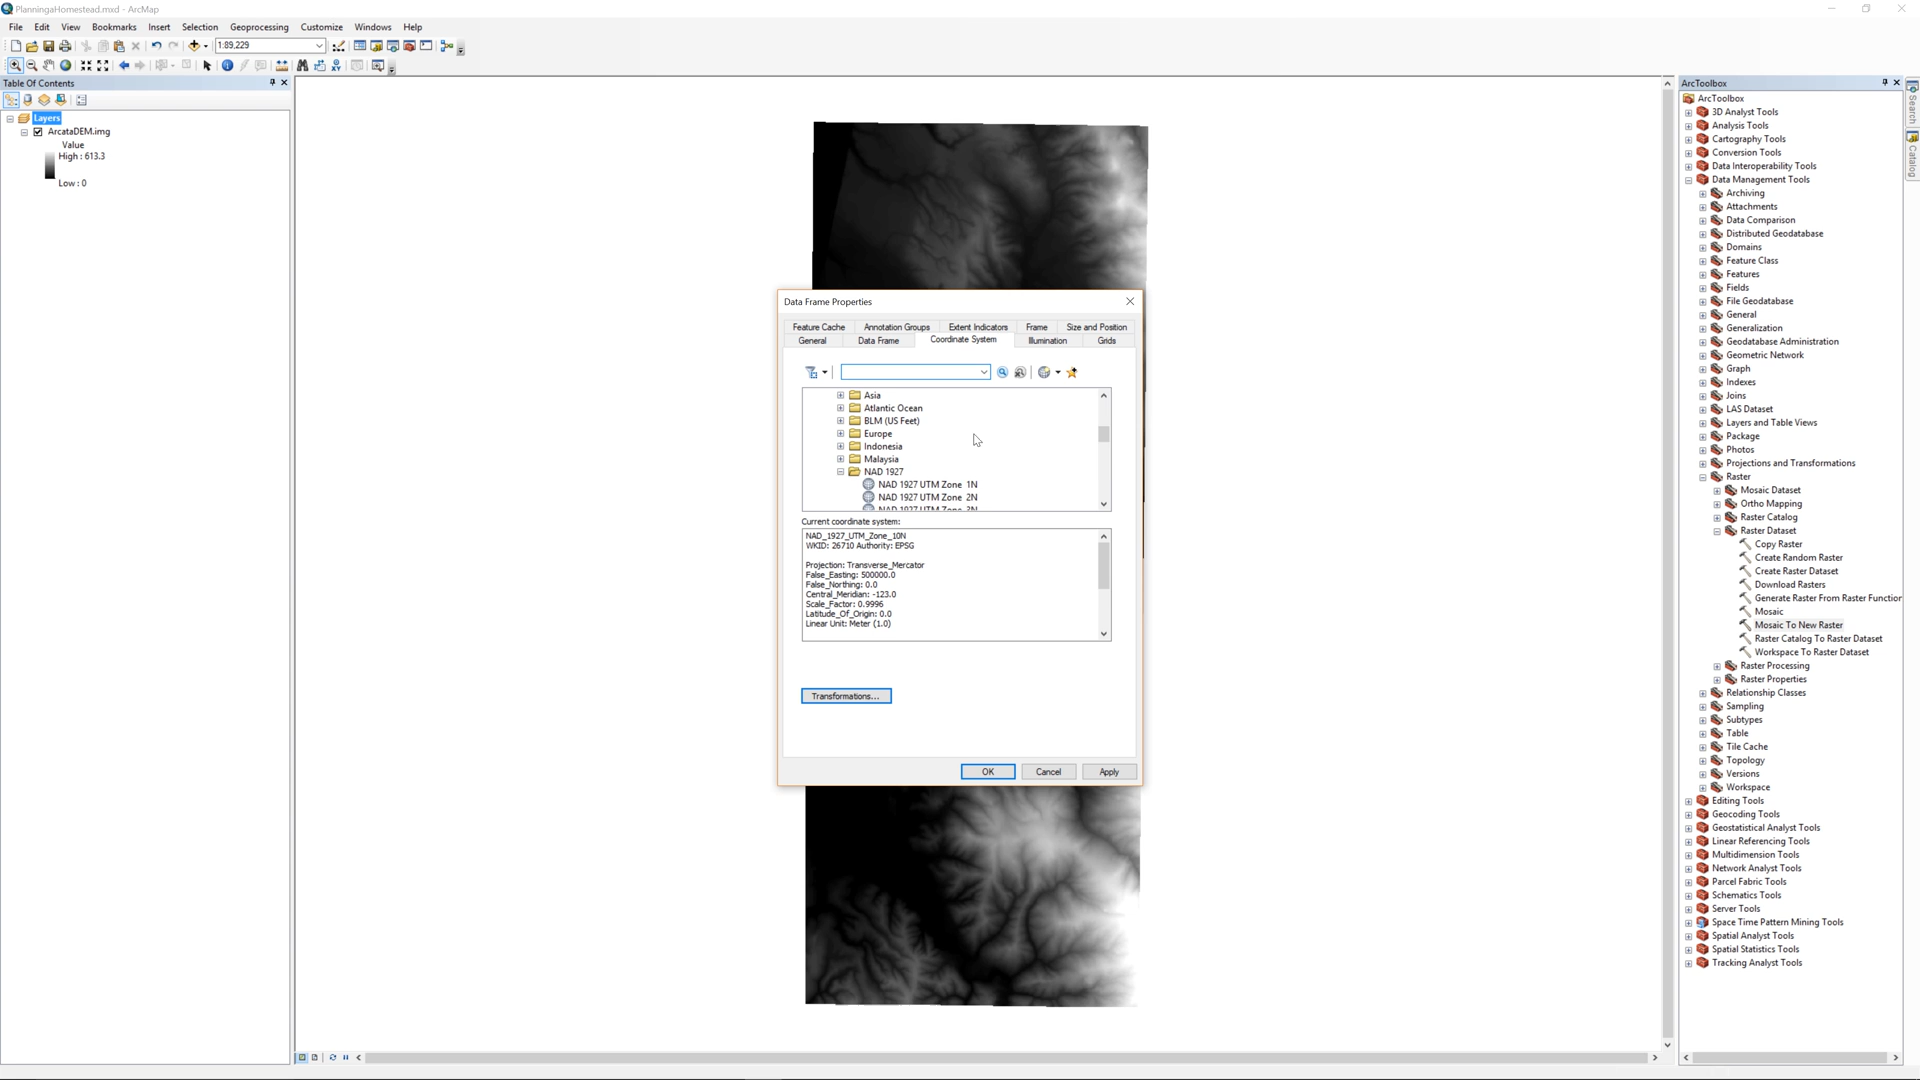 PlanningaHomestead.mxd - ArcMap
File Edit View Bookmarks Insert Selection Geoprocessing Customize Windows Help
1:89,229
Table Of Contents
Layers
ArcataDEM.img
Value
High : 613.3
Low : 0
Data Frame Properties
Feature Cache Annotation Groups Extent Indicators Frame Size and Position
General Data Frame Coordinate System Illumination Grids
Asia
Atlantic Ocean
BLM (US Feet)
Europe
Indonesia
Malaysia
NAD 1927
NAD 1927 UTM Zone 1N
NAD 1927 UTM Zone 2N
NAD 1927 UTM Zone 3N
Current coordinate system:
NAD_1927_UTM_Zone_10N
WKID: 26710 Authority: EPSG
Projection: Transverse_Mercator
False_Easting: 500000.0
False_Northing: 0.0
Central_Meridian: -123.0
Scale_Factor: 0.9996
Latitude_Of_Origin: 0.0
Linear Unit: Meter (1.0)
Transformations...
OK Cancel Apply
ArcToolbox
ArcToolbox
3D Analyst Tools
Analysis Tools
Cartography Tools
Conversion Tools
Data Interoperability Tools
Data Management Tools
Archiving
Attachments
Data Comparison
Distributed Geodatabase
Domains
Feature Class
Features
Fields
File Geodatabase
General
Generalization
Geodatabase Administration
Geometric Network
Graph
Indexes
Joins
LAS Dataset
Layers and Table Views
Package
Photos
Projections and Transformations
Raster
Mosaic Dataset
Ortho Mapping
Raster Catalog
Raster Dataset
Copy Raster
Create Random Raster
Create Raster Dataset
Download Rasters
Generate Raster From Raster Function
Mosaic
Mosaic To New Raster
Raster Catalog To Raster Dataset
Workspace To Raster Dataset
Raster Processing
Raster Properties
Relationship Classes
Sampling
Subtypes
Table
Tile Cache
Topology
Versions
Workspace
Editing Tools
Geocoding Tools
Geostatistical Analyst Tools
Linear Referencing Tools
Multidimension Tools
Network Analyst Tools
Parcel Fabric Tools
Schematics Tools
Server Tools
Space Time Pattern Mining Tools
Spatial Analyst Tools
Spatial Statistics Tools
Tracking Analyst Tools
Search
Catalog